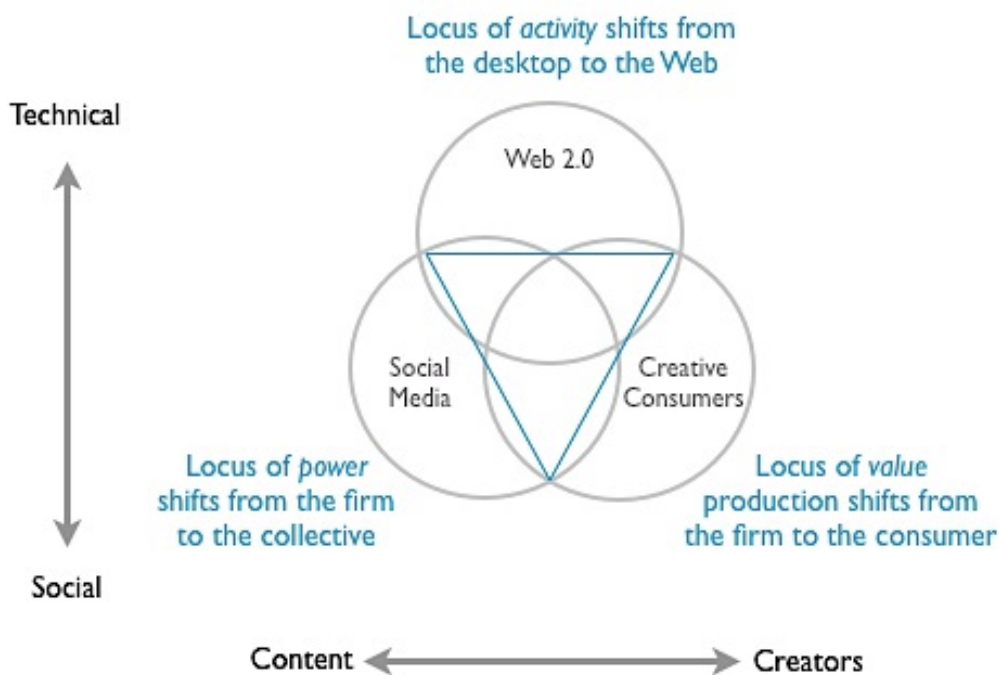 Locus of activity shifts from
the desktop to the Web
Technical
Web 2.0
Social
Media
Creative
Consumers
Locus of power
shifts from the firm
to the collective
Locus of value
production shifts from
the firm to the consumer
Social
Content
Creators